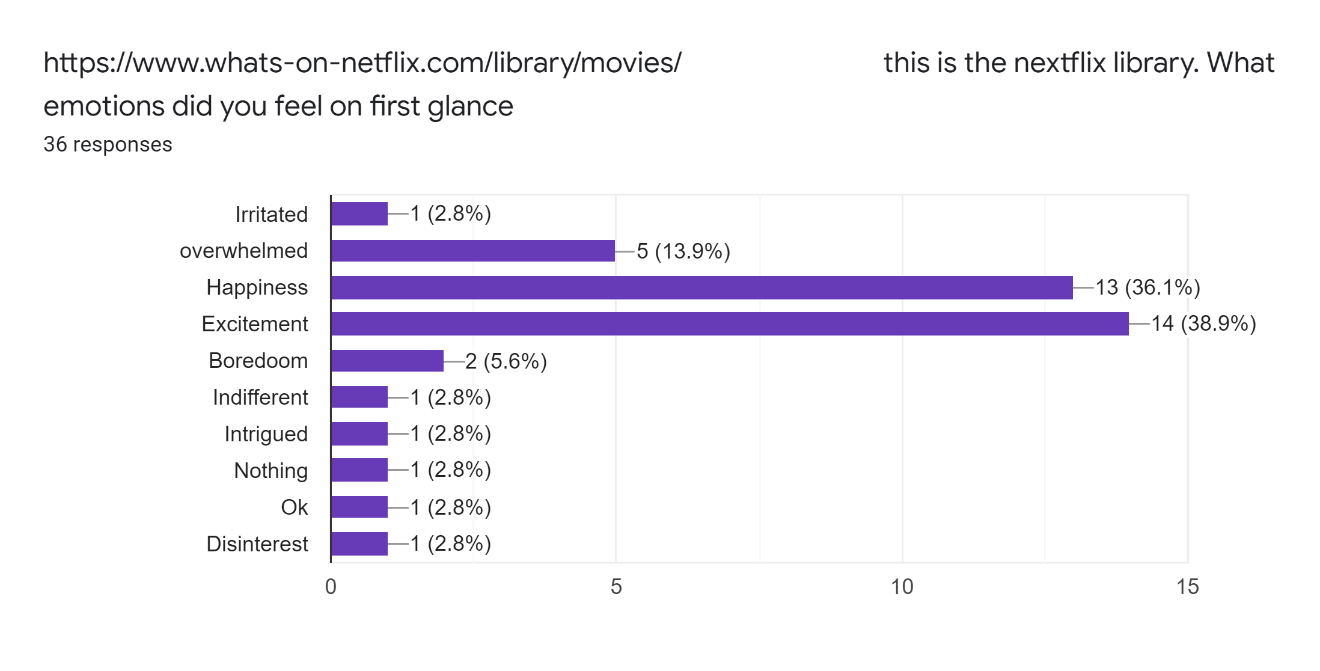 https://www.whats-on-netflix.com/library/movies/ this is the nextflix library. What
emotions did you feel on first glance
36 responses
Irritated 1 (2.8%)
overwhelmed 5 (13.9%)
Happiness 13 (36.1%)
Excitement 14 (38.9%)
Boredoom 2 (5.6%)
Indifferent 1 (2.8%)
Intrigued 1 (2.8%)
Nothing 1 (2.8%)
Ok 1 (2.8%)
Disinterest 1 (2.8%)
0 5 10 15